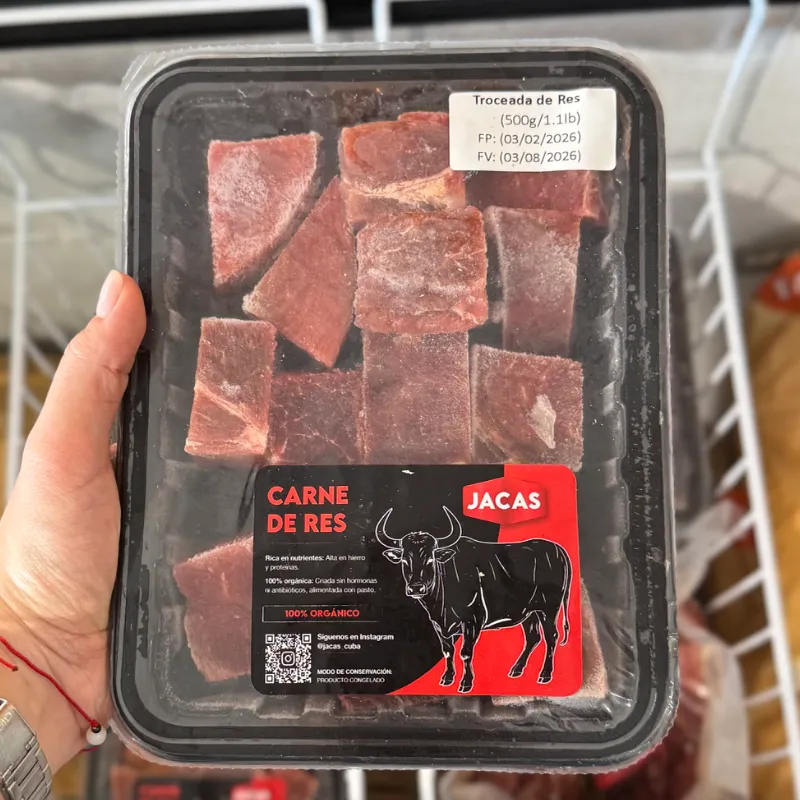 Troceada de Res
(500g/1.1lb)
FP: (03/02/2026)
FV: (03/08/2026)
CARNE
DE RES
JACAS
Rica en nutrientes: Alta en hierro
y proteínas.
100% orgánica: Criada sin hormonas
ni antibióticos, alimentada con pasto.
100% ORGÁNICO
Síguenos en Instagram
@jacas_cuba
MODO DE CONSERVACIÓN:
PRODUCTO CONGELADO
CARNE
JACAS